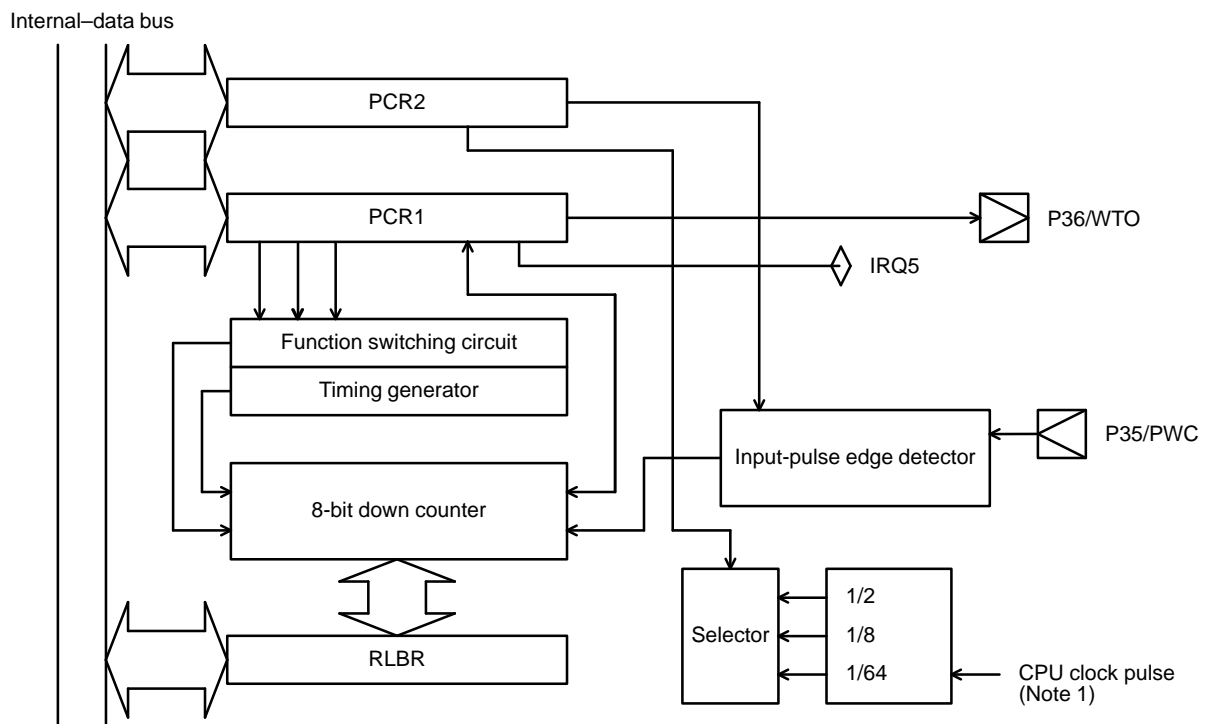 Internal–data bus
PCR2
PCR1
P36/WTO
IRQ5
Function switching circuit
Timing generator
P35/PWC
Input-pulse edge detector
8-bit down counter
1/2
Selector
1/8
RLBR
1/64
CPU clock pulse
(Note 1)